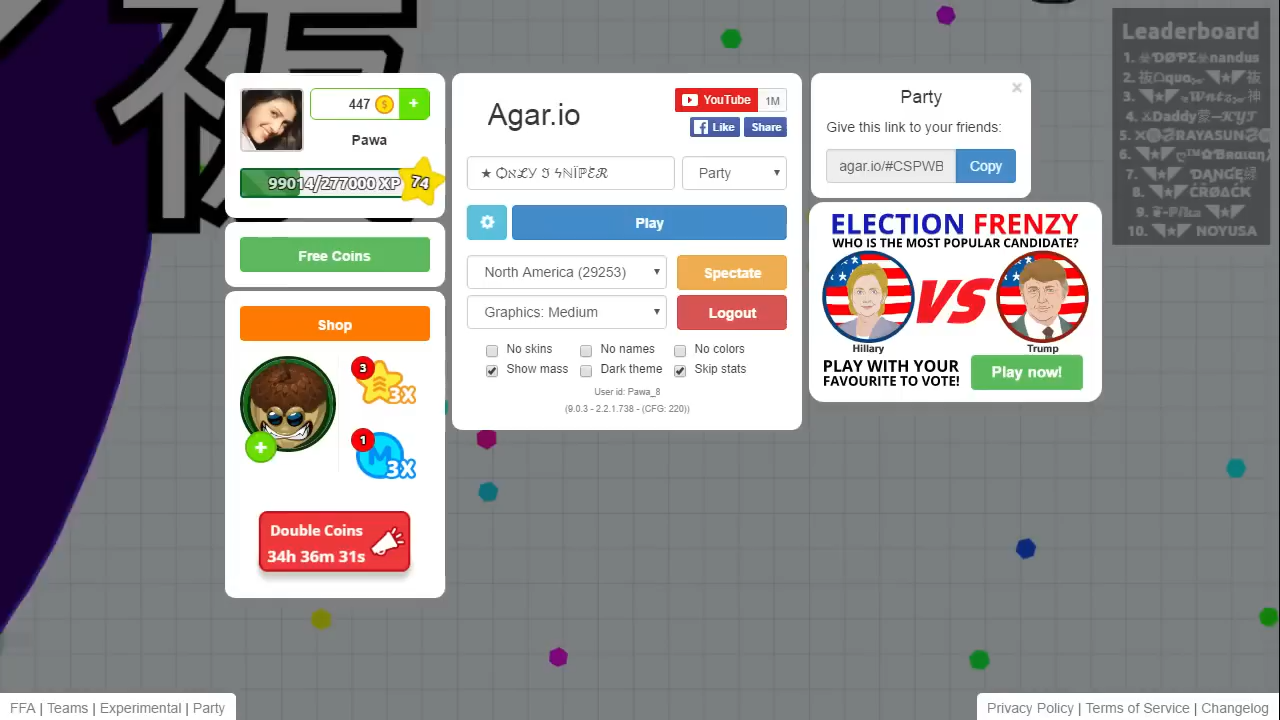 447
+
Pawa
99014/277000 XP
74
Free Coins
Shop
3
3X
1
M
3X
+
Double Coins
34h 36m 31s
Agar.io
YouTube
1M
Like
Share
Party
Play
North America (29253)
Spectate
Graphics: Medium
Logout
No skins
No names
No colors
Show mass
Dark theme
Skip stats
User id: Pawa_8
(9.0.3 - 2.2.1.738 - (CFG: 220))
Party
×
Give this link to your friends:
agar.io/#CSPWB
Copy
ELECTION FRENZY
WHO IS THE MOST POPULAR CANDIDATE?
VS
Hillary
Trump
PLAY WITH YOUR
FAVOURITE TO VOTE!
Play now!
Leaderboard
1.
2.
3.
4.
5.
6.
7.
8.
9.
10. NOYUSA
FFA | Teams | Experimental | Party
Privacy Policy | Terms of Service | Changelog